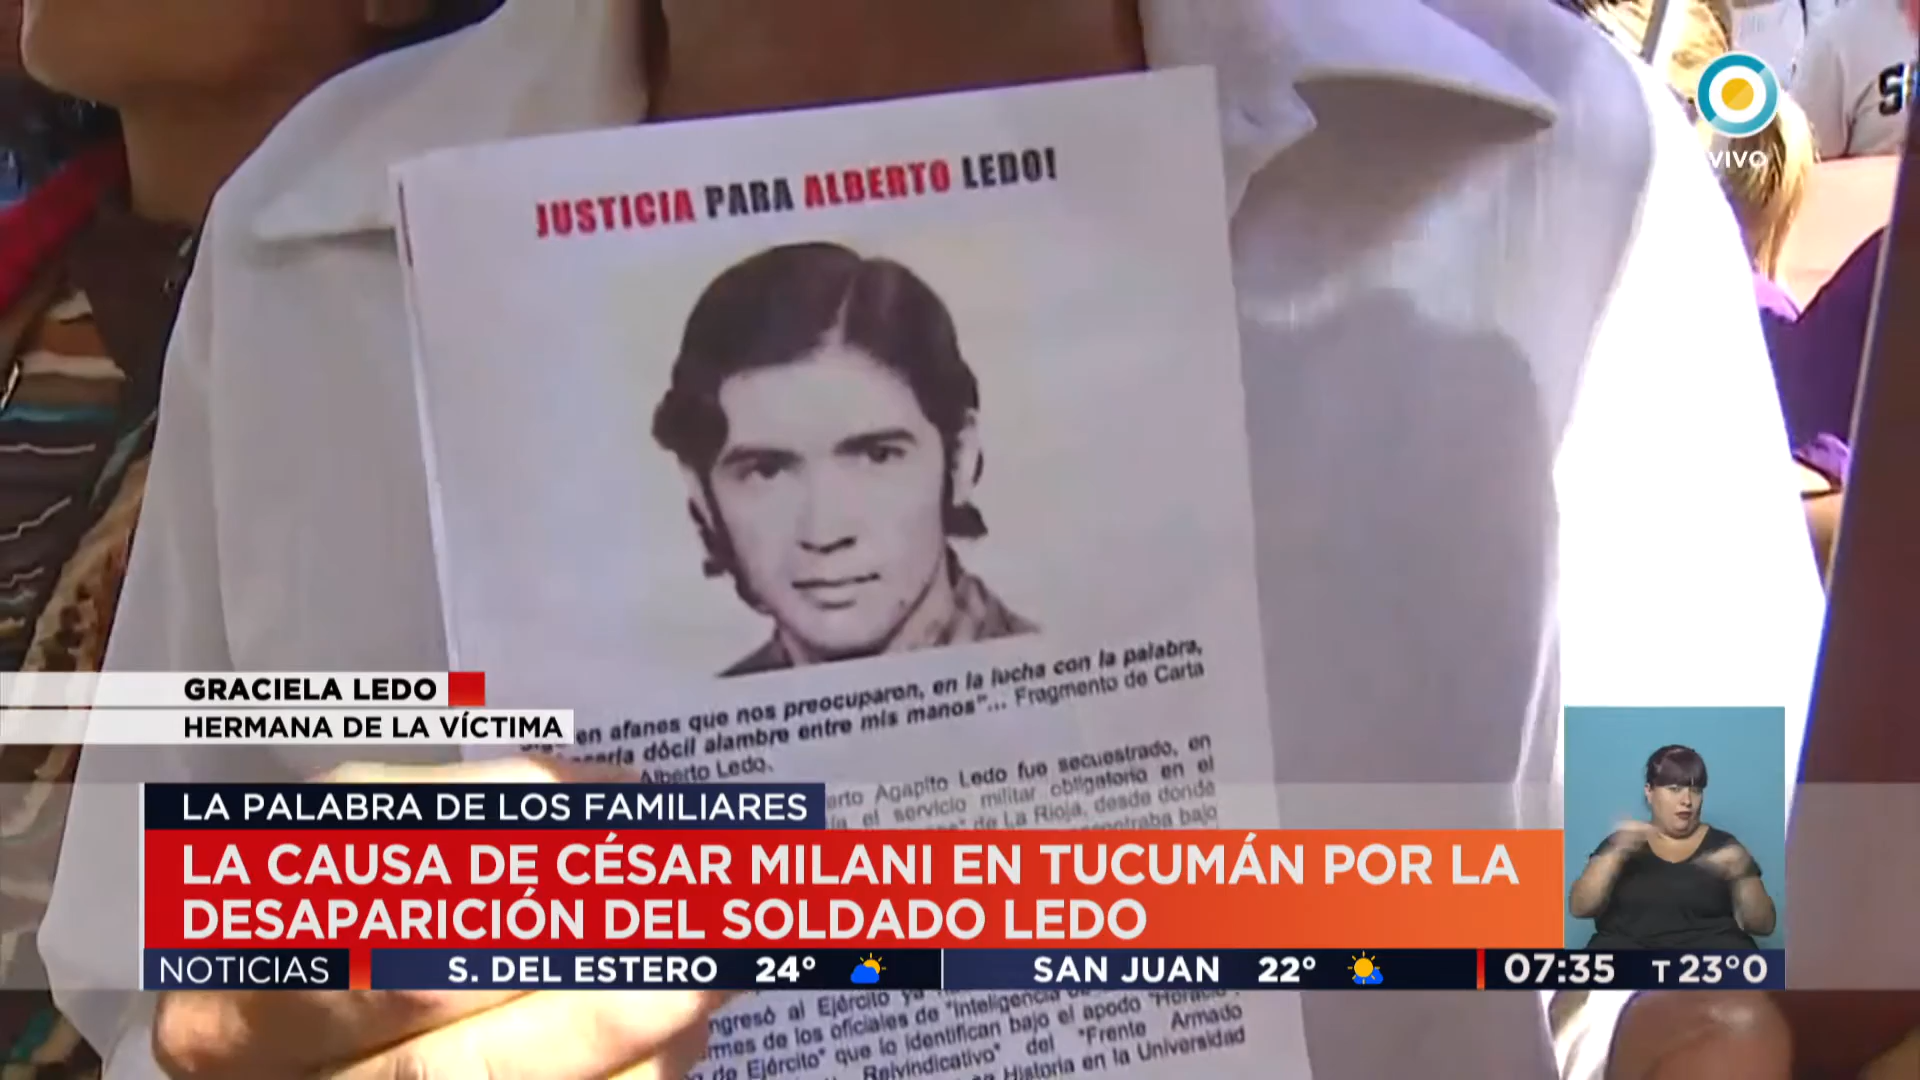 VIVO
S
JUSTICIA PARA ALBERTO LEDO!
en afanes que nos preocuparon, en la lucha con la palabra,
dócil alambre entre mis manos"... Fragmento de Carta
Alberto Ledo.
Agapito Ledo fue secuestrado, en
el servicio militar obligatorio en el
de La Rioja, desde donde
bajo
GRACIELA LEDO
HERMANA DE LA VÍCTIMA
LA PALABRA DE LOS FAMILIARES
LA CAUSA DE CÉSAR MILANI EN TUCUMÁN POR LA
DESAPARICIÓN DEL SOLDADO LEDO
NOTICIAS S. DEL ESTERO 24° SAN JUAN 22° 07:35 T 23°0
al Ejército
de los oficiales de "Inteligencia
de Ejército" que lo identifican bajo el apodo "Horacio".
Reivindicativo" del "Frente Armado
Historia en la Universidad